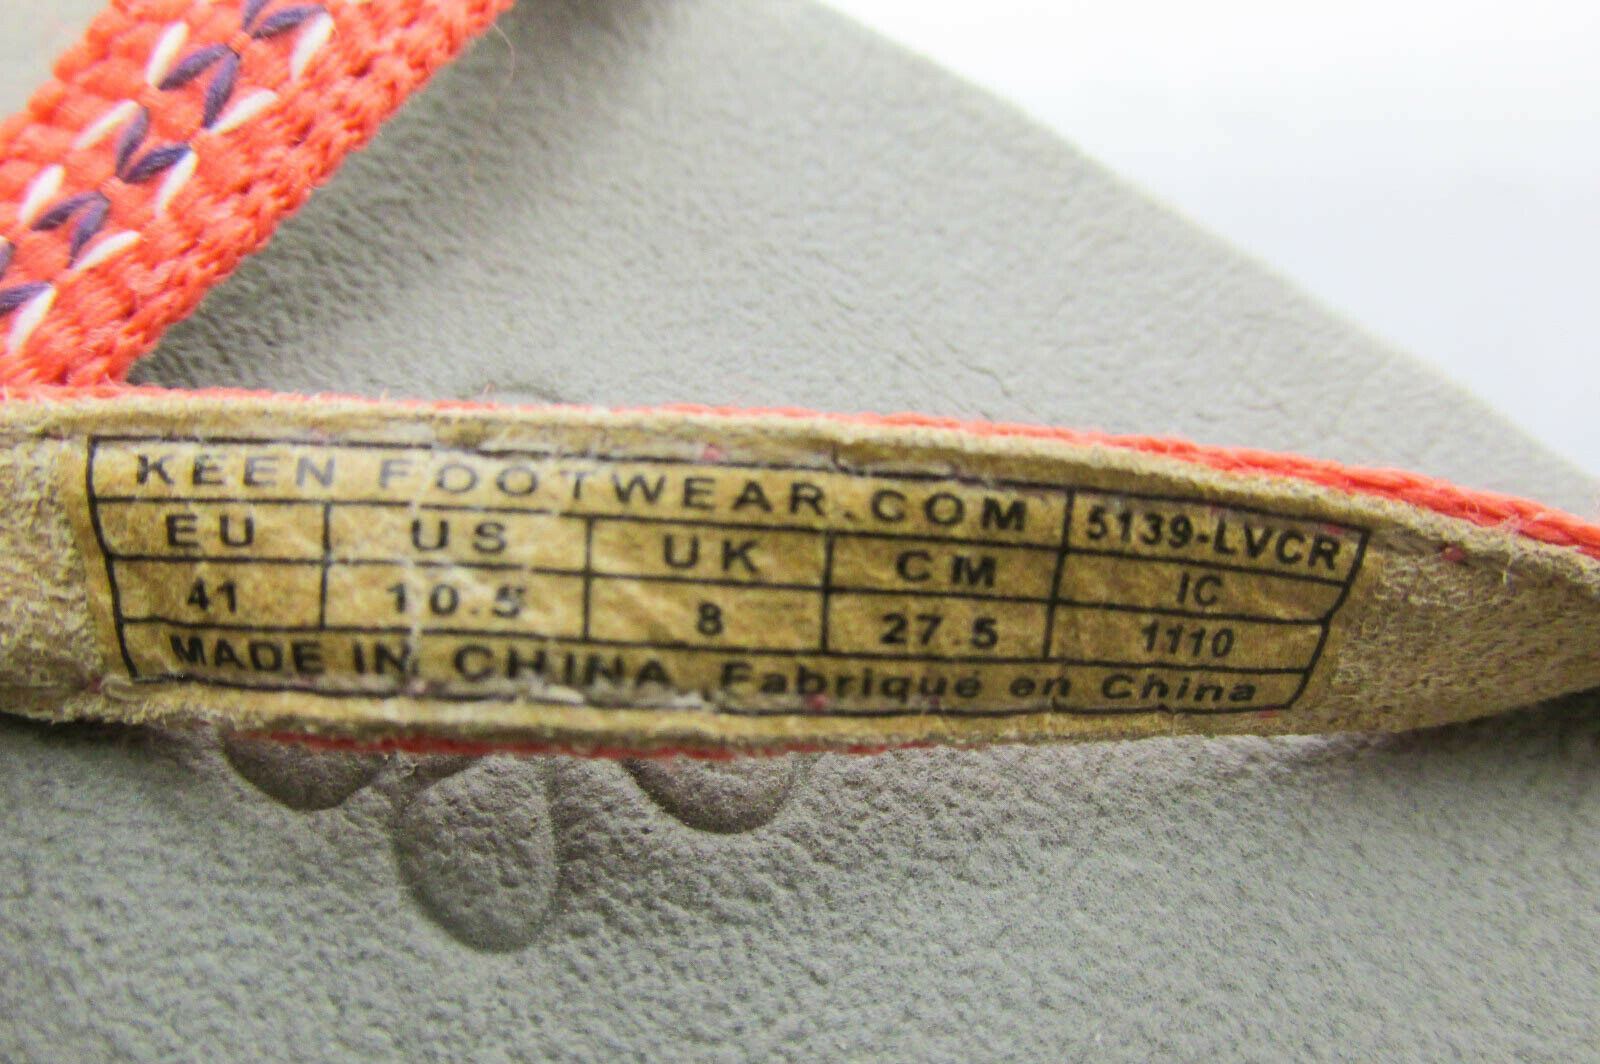 KEEN FOOTWEAR.COM 5139-LVCR
EU US UK CM IC
41 10.5 8 27.5 1110
MADE IN CHINA Fabriqué en China